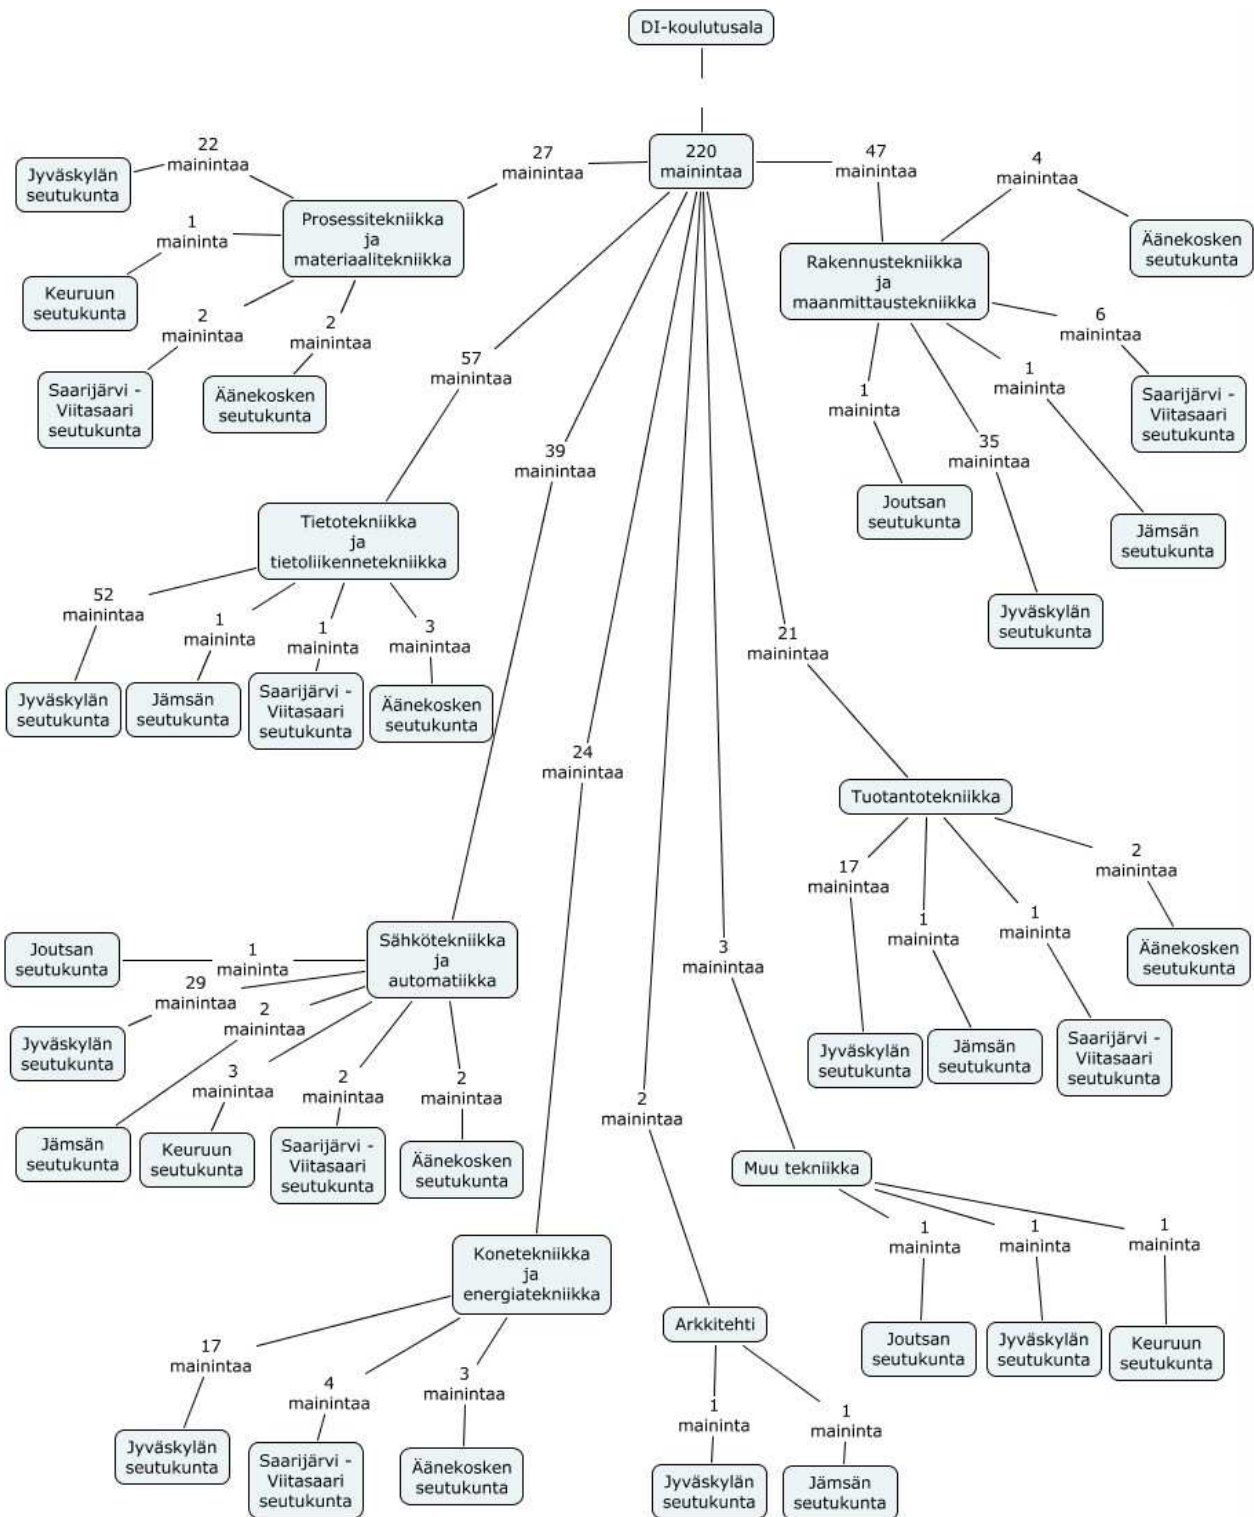 DI-koulutusala
220
mainintaa
27
mainintaa
22
mainintaa
Jyväskylän
seutukunta
Prosessitekniikka
ja
materiaalitekniikka
1
maininta
Keuruun
seutukunta
2
mainintaa
Saarijärvi -
Viitasaari
seutukunta
2
mainintaa
Äänekosken
seutukunta
47
mainintaa
Rakennustekniikka
ja
maanmittaustekniikka
4
mainintaa
Äänekosken
seutukunta
6
mainintaa
Saarijärvi -
Viitasaari
seutukunta
1
maininta
Jämsän
seutukunta
35
mainintaa
Jyväskylän
seutukunta
1
maininta
Joutsan
seutukunta
57
mainintaa
Tietotekniikka
ja
tietoliikennetekniikka
52
mainintaa
Jyväskylän
seutukunta
1
maininta
Jämsän
seutukunta
1
maininta
Saarijärvi -
Viitasaari
seutukunta
3
mainintaa
Äänekosken
seutukunta
39
mainintaa
Sähkötekniikka
ja
automatiikka
1
maininta
Joutsan
seutukunta
29
mainintaa
Jyväskylän
seutukunta
2
mainintaa
Jämsän
seutukunta
3
mainintaa
Keuruun
seutukunta
2
mainintaa
Saarijärvi -
Viitasaari
seutukunta
2
mainintaa
Äänekosken
seutukunta
24
mainintaa
Konetekniikka
ja
energiatekniikka
17
mainintaa
Jyväskylän
seutukunta
4
mainintaa
Saarijärvi -
Viitasaari
seutukunta
3
mainintaa
Äänekosken
seutukunta
2
mainintaa
Arkkitehti
1
maininta
Jyväskylän
seutukunta
1
maininta
Jämsän
seutukunta
3
mainintaa
Muu tekniikka
1
maininta
Joutsan
seutukunta
1
maininta
Jyväskylän
seutukunta
1
maininta
Keuruun
seutukunta
21
mainintaa
Tuotantotekniikka
17
mainintaa
Jyväskylän
seutukunta
1
maininta
Jämsän
seutukunta
1
maininta
Saarijärvi -
Viitasaari
seutukunta
2
mainintaa
Äänekosken
seutukunta